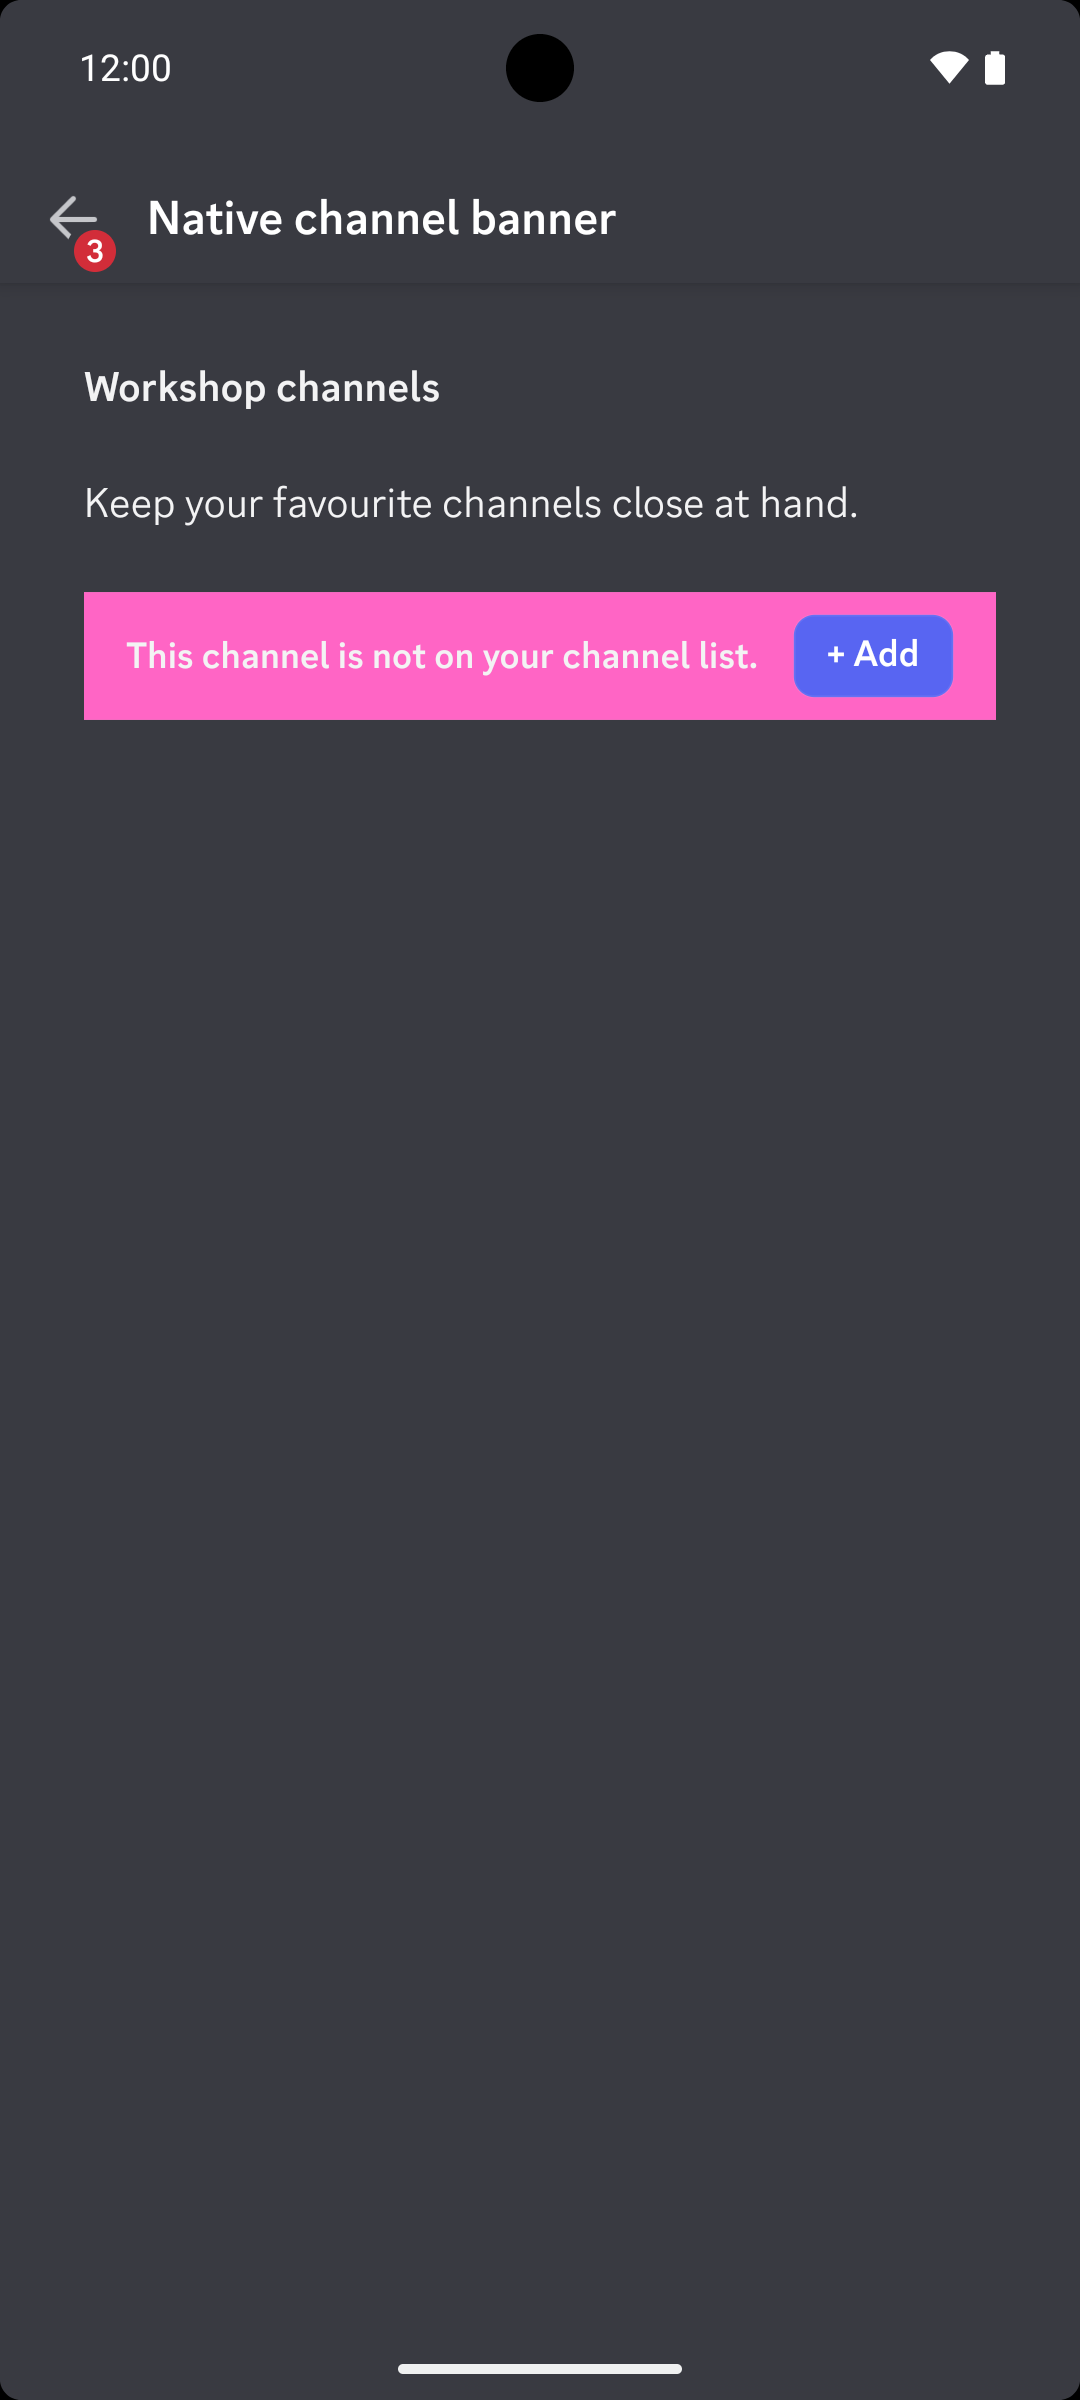 12:00
Native channel banner
3
Workshop channels
Keep your favourite channels close at hand.
This channel is not on your channel list.
+ Add